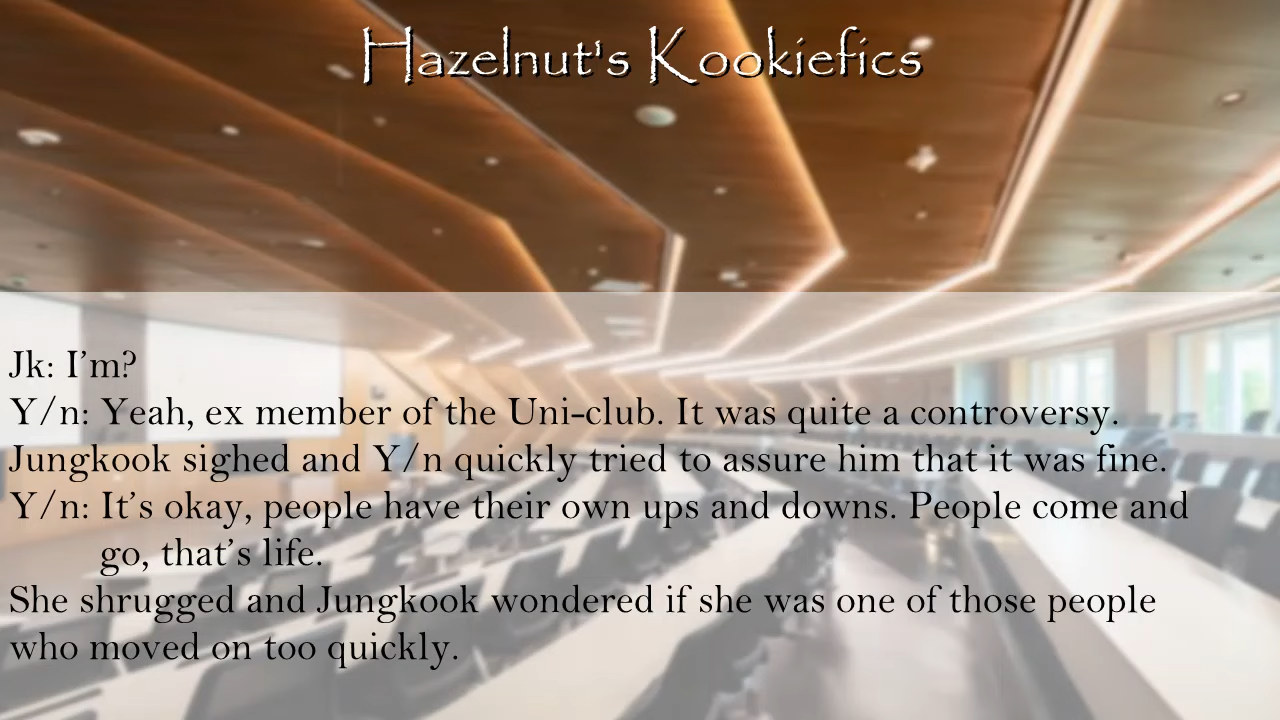 Hazelnut's Kookiefics
Jk: I'm?
Y/n: Yeah, ex member of the Uni-club. It was quite a controversy.
Jungkook sighed and Y/n quickly tried to assure him that it was fine.
Y/n: It's okay, people have their own ups and downs. People come and
go, that's life.
She shrugged and Jungkook wondered if she was one of those people
who moved on too quickly.